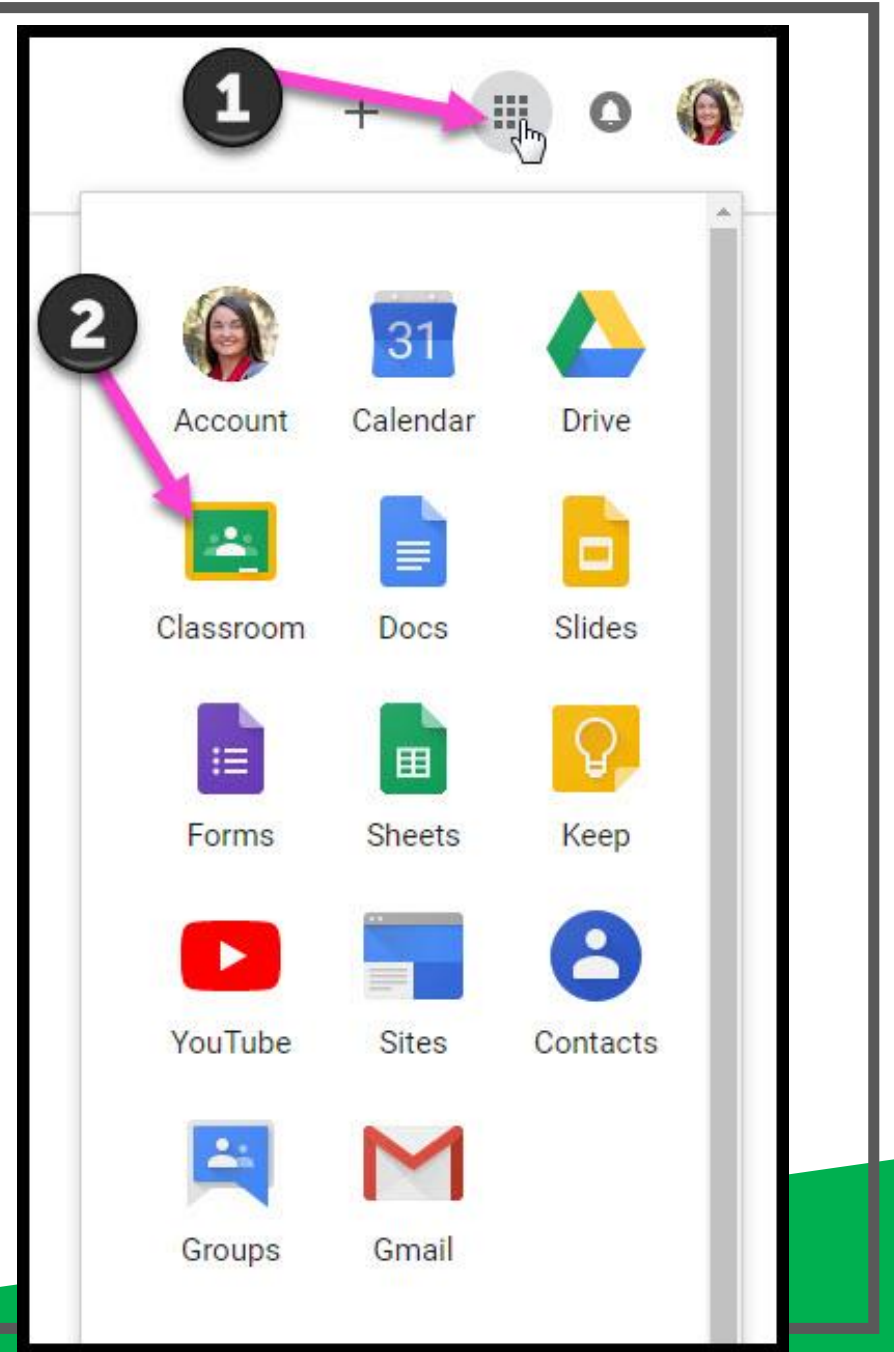 1
2
31
Account Calendar Drive
Classroom Docs Slides
Forms Sheets Keep
YouTube Sites Contacts
Groups Gmail